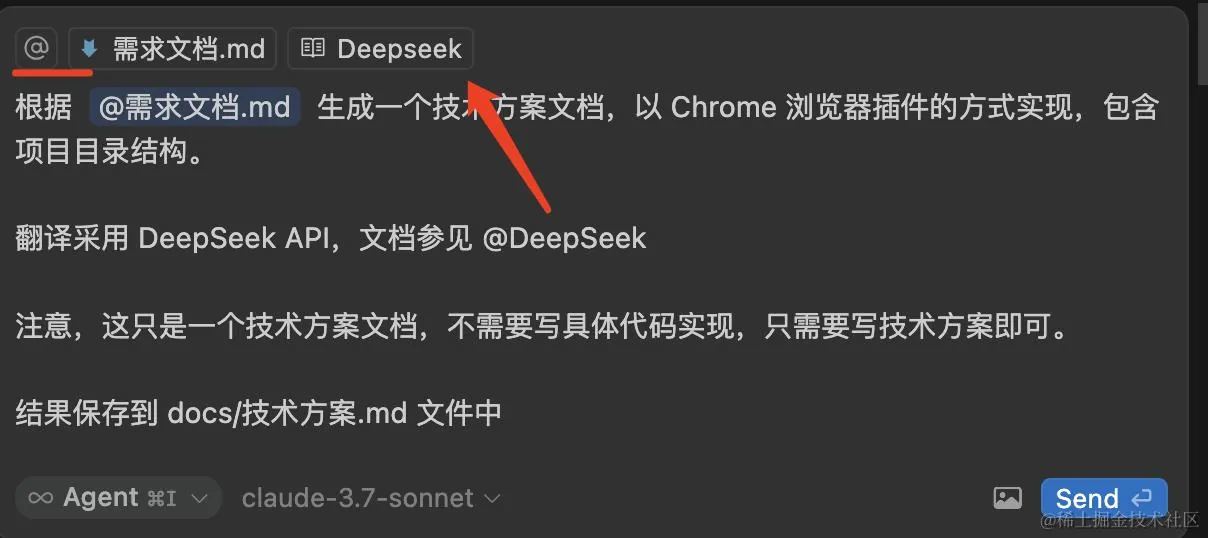 @ 需求文档.md Deepseek
根据 @需求文档.md 生成一个技术方案文档，以 Chrome 浏览器插件的方式实现，包含
项目目录结构。
翻译采用 DeepSeek API，文档参见 @DeepSeek
注意，这只是一个技术方案文档，不需要写具体代码实现，只需要写技术方案即可。
结果保存到 docs/技术方案.md 文件中
∞ Agent ⌘I claude-3.7-sonnet Send
@稀土掘金技术社区